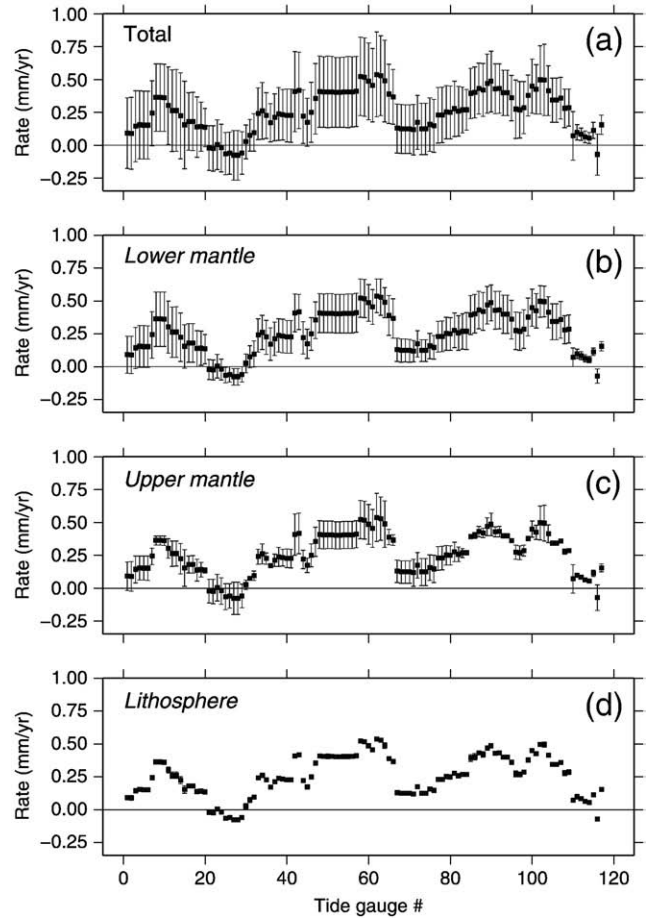 Total
(a)
1.00
0.75
0.50
0.25
0.00
−0.25
Rate (mm/yr)
Lower mantle
(b)
1.00
0.75
0.50
0.25
0.00
−0.25
Rate (mm/yr)
Upper mantle
(c)
1.00
0.75
0.50
0.25
0.00
−0.25
Rate (mm/yr)
Lithosphere
(d)
1.00
0.75
0.50
0.25
0.00
−0.25
Rate (mm/yr)
0 20 40 60 80 100 120
Tide gauge #